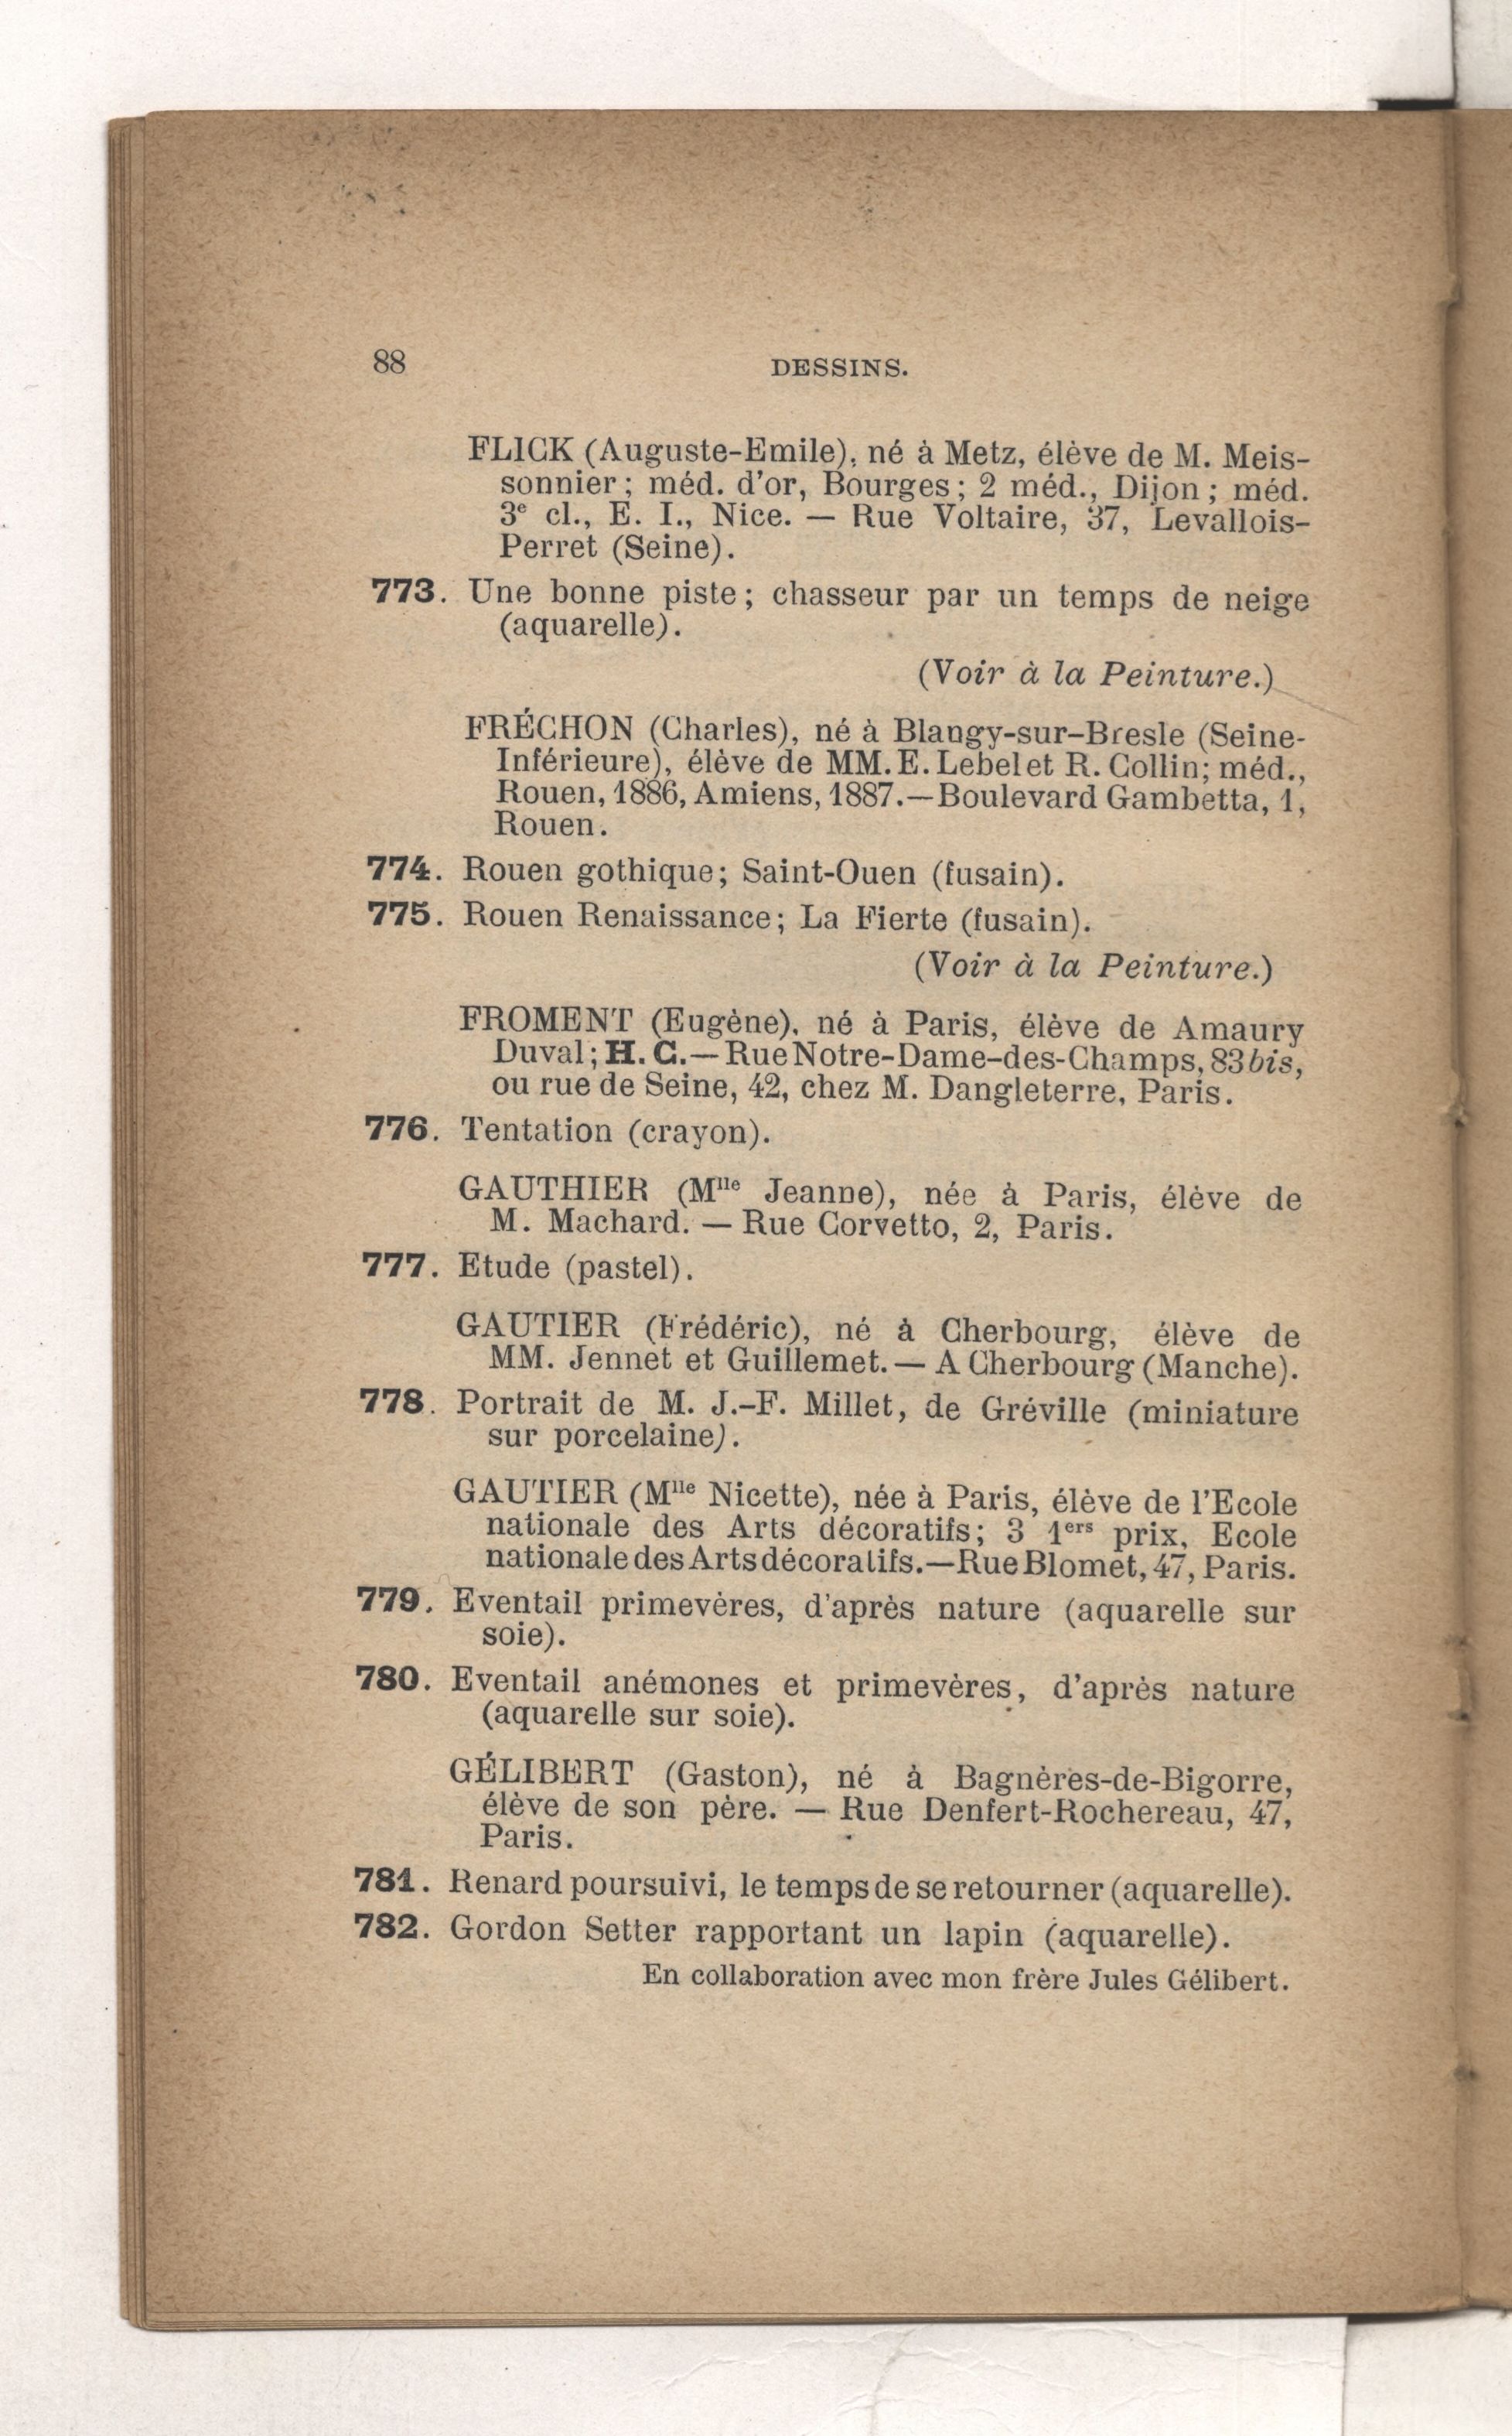 88
DESSINS.
FLICK (Auguste-Emile), né à Metz, élève de M. Meis-
sonnier ; méd. d'or, Bourges ; 2 méd., Dijon ; méd.
3e cl., E. I., Nice. — Rue Voltaire, 37, Levallois-
Perret (Seine).
773. Une bonne piste ; chasseur par un temps de neige
(aquarelle).
(Voir à la Peinture.)
FRÉCHON (Charles), né à Blangy-sur-Bresle (Seine-
Inférieure), élève de MM. E. Lebel et R. Collin; méd.,
Rouen, 1886, Amiens, 1887. — Boulevard Gambetta, 1,
Rouen.
774. Rouen gothique; Saint-Ouen (fusain).
775. Rouen Renaissance; La Fierte (fusain).
(Voir à la Peinture.)
FROMENT (Eugène), né à Paris, élève de Amaury
Duval ; H. C. — Rue Notre-Dame-des-Champs, 83 bis,
ou rue de Seine, 42, chez M. Dangleterre, Paris.
776. Tentation (crayon).
GAUTHIER (Mlle Jeanne), née à Paris, élève de
M. Machard. — Rue Corvetto, 2, Paris.
777. Etude (pastel).
GAUTIER (Frédéric), né à Cherbourg, élève de
MM. Jennet et Guillemet. — A Cherbourg (Manche).
778. Portrait de M. J.-F. Millet, de Gréville (miniature
sur porcelaine).
GAUTIER (Mlle Nicette), née à Paris, élève de l'Ecole
nationale des Arts décoratifs; 3 1ers prix, Ecole
nationale des Arts décoratifs. — Rue Blomet, 47, Paris.
779. Eventail primevères, d'après nature (aquarelle sur
soie).
780. Eventail anémones et primevères, d'après nature
(aquarelle sur soie).
GÉLIBERT (Gaston), né à Bagnères-de-Bigorre,
élève de son père. — Rue Denfert-Rochereau, 47,
Paris.
781. Renard poursuivi, le temps de se retourner (aquarelle).
782. Gordon Setter rapportant un lapin (aquarelle).
En collaboration avec mon frère Jules Gélibert.